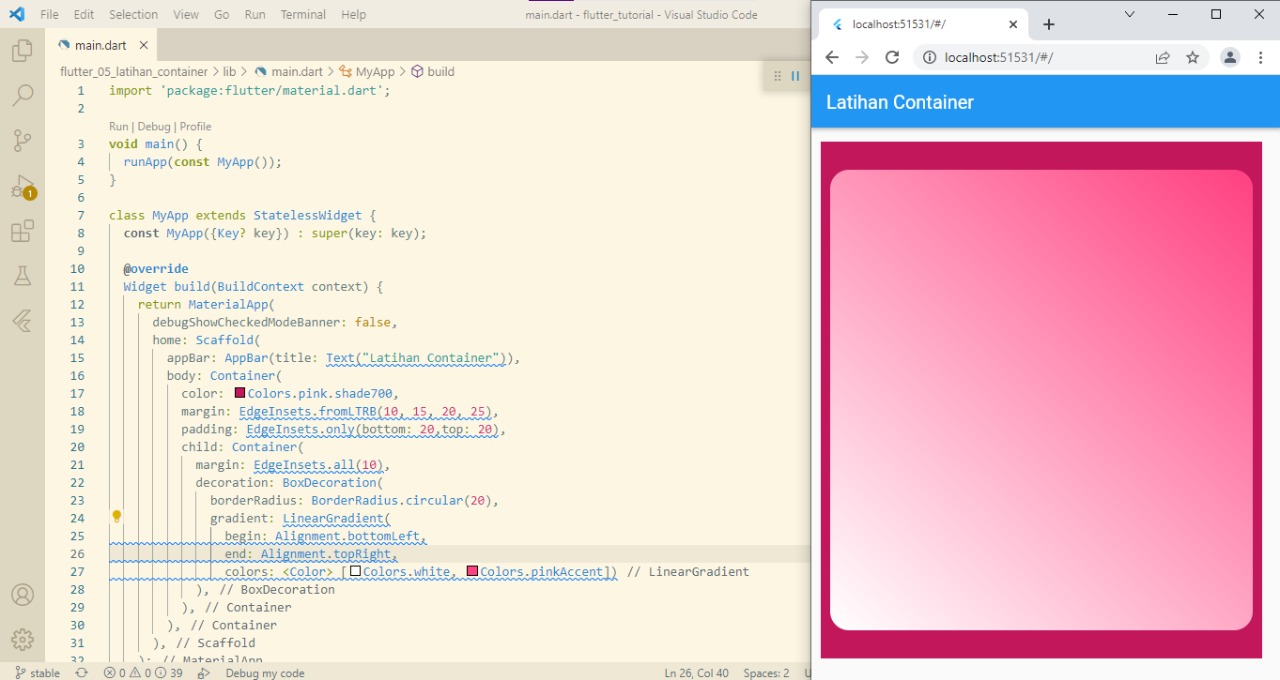 File Edit Selection View Go Run Terminal Help
main.dart - flutter_tutorial - Visual Studio Code
main.dart
flutter_05_latihan_container > lib > main.dart > MyApp > build
1 import 'package:flutter/material.dart';
2
Run | Debug | Profile
3 void main() {
4 runApp(const MyApp());
5 }
6
7 class MyApp extends StatelessWidget {
8 const MyApp({Key? key}) : super(key: key);
9
10 @override
11 Widget build(BuildContext context) {
12 return MaterialApp(
13 debugShowCheckedModeBanner: false,
14 home: Scaffold(
15 appBar: AppBar(title: Text("Latihan Container")),
16 body: Container(
17 color: Colors.pink.shade700,
18 margin: EdgeInsets.fromLTRB(10, 15, 20, 25),
19 padding: EdgeInsets.only(bottom: 20,top: 20),
20 child: Container(
21 margin: EdgeInsets.all(10),
22 decoration: BoxDecoration(
23 borderRadius: BorderRadius.circular(20),
24 gradient: LinearGradient(
25 begin: Alignment.bottomLeft,
26 end: Alignment.topRight,
27 colors: <Color> [Colors.white, Colors.pinkAccent]) // LinearGradient
28 ), // BoxDecoration
29 ), // Container
30 ), // Container
31 ), // Scaffold
32 ); // MaterialApp
1
stable 0 0 39 Debug my code Ln 26, Col 40 Spaces: 2
localhost:51531/#/
localhost:51531/#/
Latihan Container